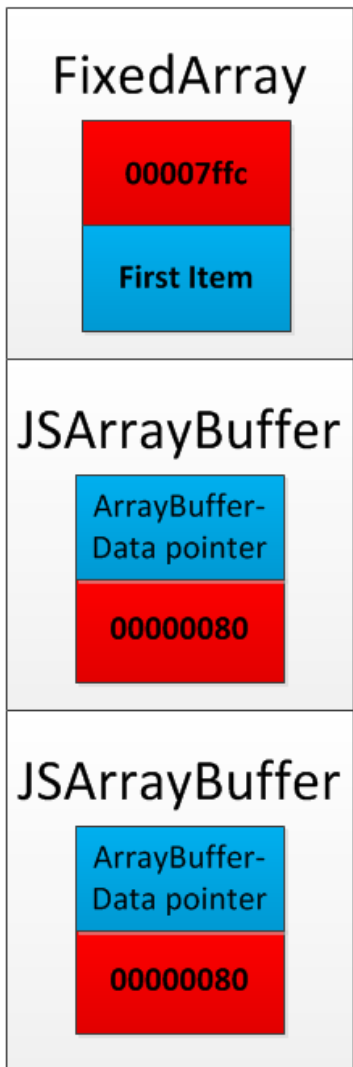 FixedArray
00007ffc
First Item
JSArrayBuffer
ArrayBuffer-
Data pointer
00000080
JSArrayBuffer
ArrayBuffer-
Data pointer
00000080